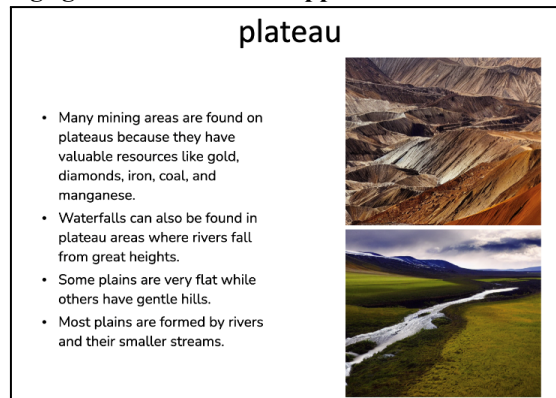 plateau
• Many mining areas are found on
plateaus because they have
valuable resources like gold,
diamonds, iron, coal, and
manganese.
• Waterfalls can also be found in
plateau areas where rivers fall
from great heights.
• Some plains are very flat while
others have gentle hills.
• Most plains are formed by rivers
and their smaller streams.